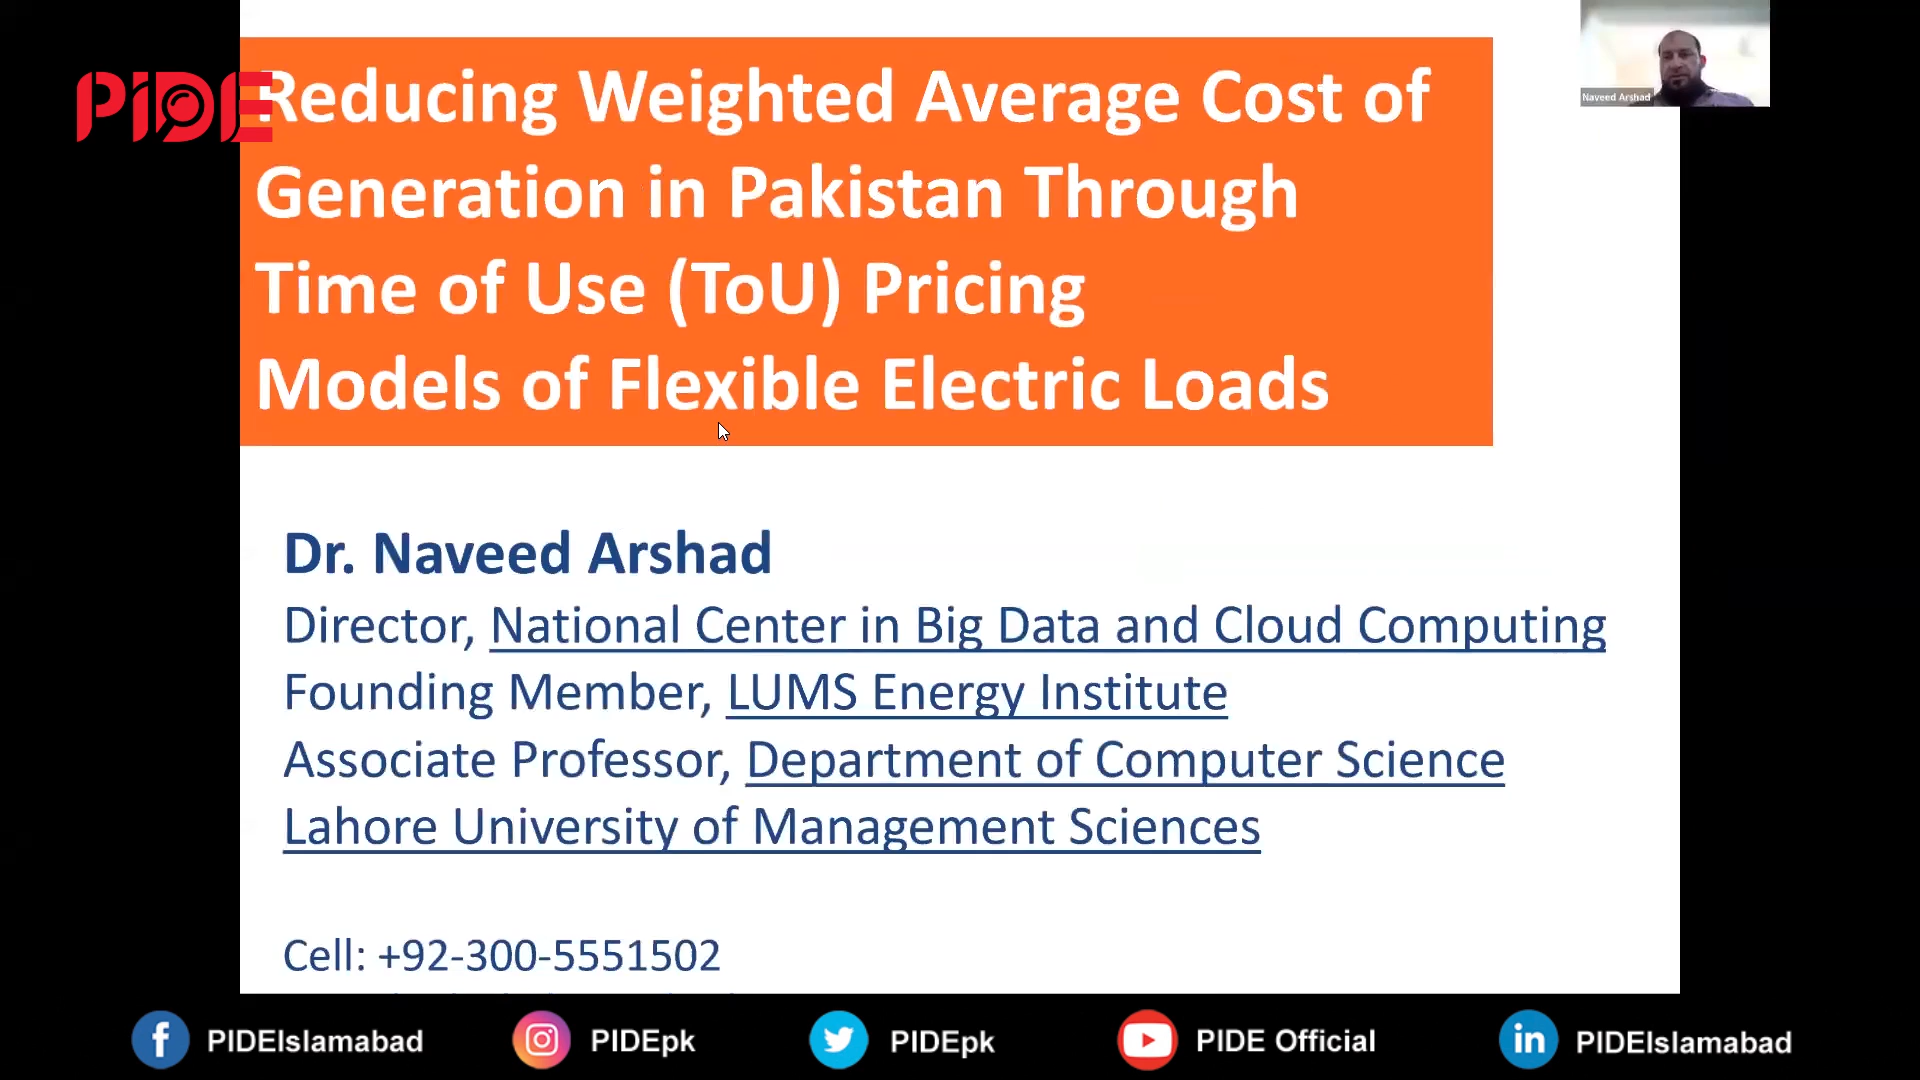 PIDE
Reducing Weighted Average Cost of
Generation in Pakistan Through
Time of Use (ToU) Pricing
Models of Flexible Electric Loads
Naveed Arshad
Dr. Naveed Arshad
Director, National Center in Big Data and Cloud Computing
Founding Member, LUMS Energy Institute
Associate Professor, Department of Computer Science
Lahore University of Management Sciences
Cell: +92-300-5551502
PIDEIslamabad
PIDEpk
PIDEpk
PIDE Official
PIDEIslamabad